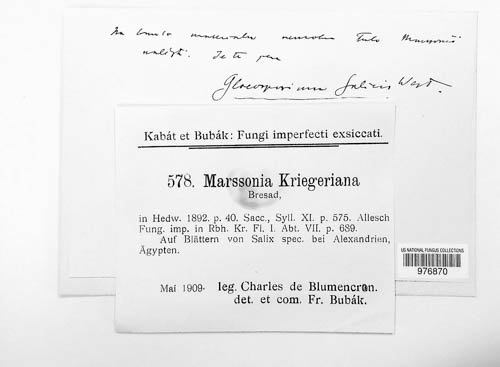 Gloeosporium Salicis West.
Kabát et Bubák: Fungi imperfecti exsiccati.
578. Marssonia Kriegeriana
Bresad,
in Hedw. 1892. p. 40. Sacc., Syll. XI. p. 575. Allesch
Fung. imp. in Rbh. Kr. Fl. I. Abt. VII. p. 689.
Auf Blättern von Salix spec. bei Alexandrien,
Ägypten.
Mai 1909- leg. Charles de Blumencron.
det. et com. Fr. Bubák.
US NATIONAL FUNGUS COLLECTIONS
976870